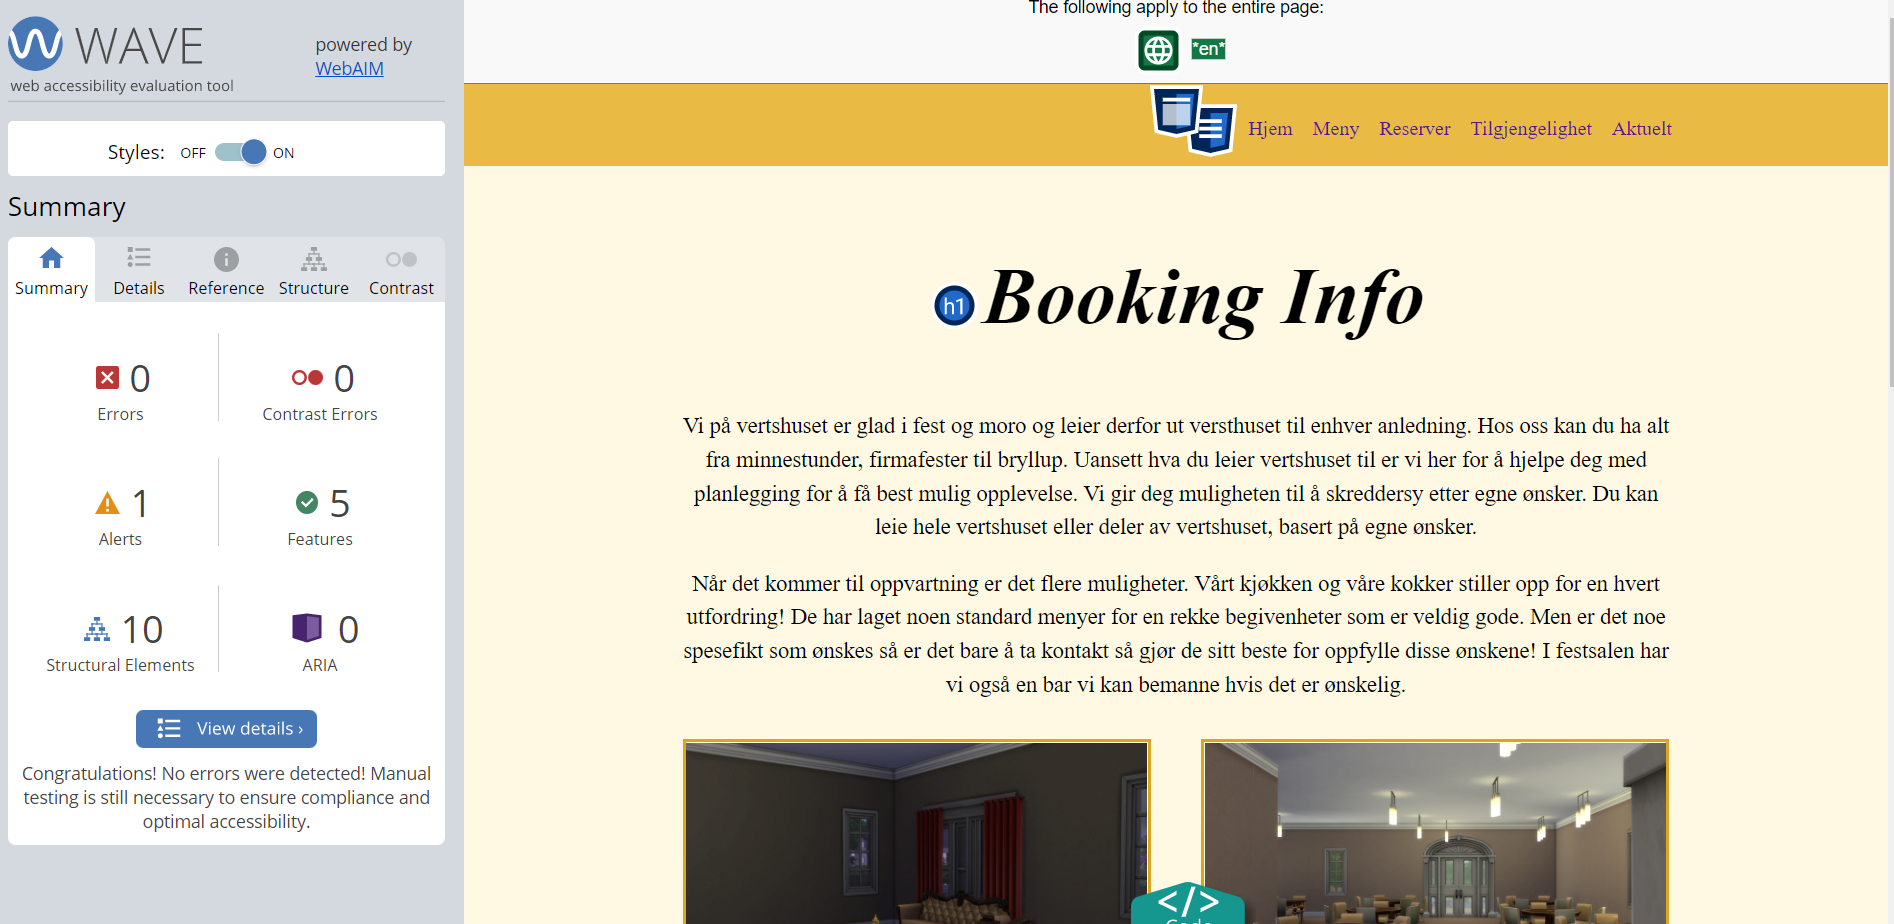 WAVE
powered by
WebAIM
web accessibility evaluation tool
Styles: OFF ON
Summary
Summary Details Reference Structure Contrast
0
Errors
0
Contrast Errors
1
Alerts
5
Features
10
Structural Elements
0
ARIA
View details ›
Congratulations! No errors were detected! Manual
testing is still necessary to ensure compliance and
optimal accessibility.
The following apply to the entire page:
*en*
Hjem Meny Reserver Tilgjengelighet Aktuelt
h1 Booking Info
Vi på vertshuset er glad i fest og moro og leier derfor ut versthuset til enhver anledning. Hos oss kan du ha alt
fra minnestunder, firmafester til bryllup. Uansett hva du leier vertshuset til er vi her for å hjelpe deg med
planlegging for å få best mulig opplevelse. Vi gir deg muligheten til å skreddersy etter egne ønsker. Du kan
leie hele vertshuset eller deler av vertshuset, basert på egne ønsker.
Når det kommer til oppvartning er det flere muligheter. Vårt kjøkken og våre kokker stiller opp for en hvert
utfordring! De har laget noen standard menyer for en rekke begivenheter som er veldig gode. Men er det noe
spesefikt som ønskes så er det bare å ta kontakt så gjør de sitt beste for oppfylle disse ønskene! I festsalen har
vi også en bar vi kan bemanne hvis det er ønskelig.
</> Code